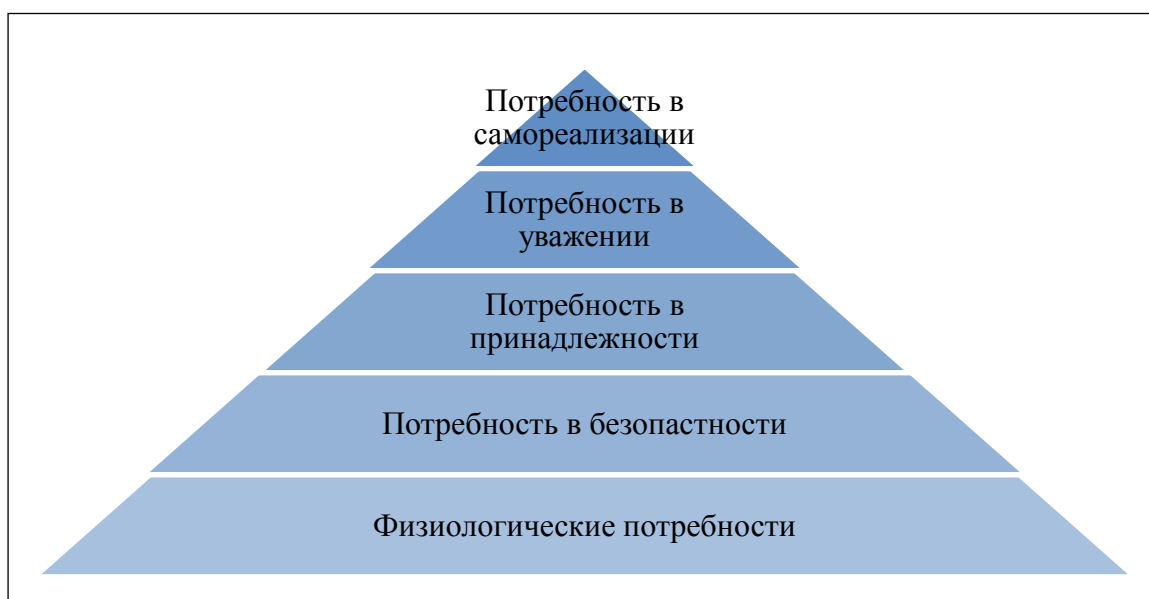 Потребность в
самореализации
Потребность в
уважении
Потребность в
принадлежности
Потребность в безопастности
Физиологические потребности